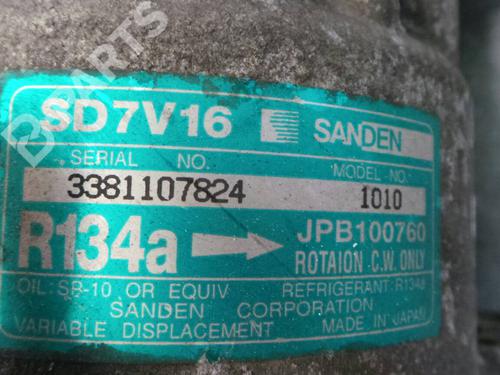 B-PARTS
SD7V16 SANDEN
SERIAL NO. MODEL NO.
3381107824 1010
R134a JPB100760
ROTAION C.W. ONLY
OIL: SP-10 OR EQUIV REFRIGERANT: R134a
SANDEN CORPORATION
VARIABLE DISPLACEMENT MADE IN JAPAN